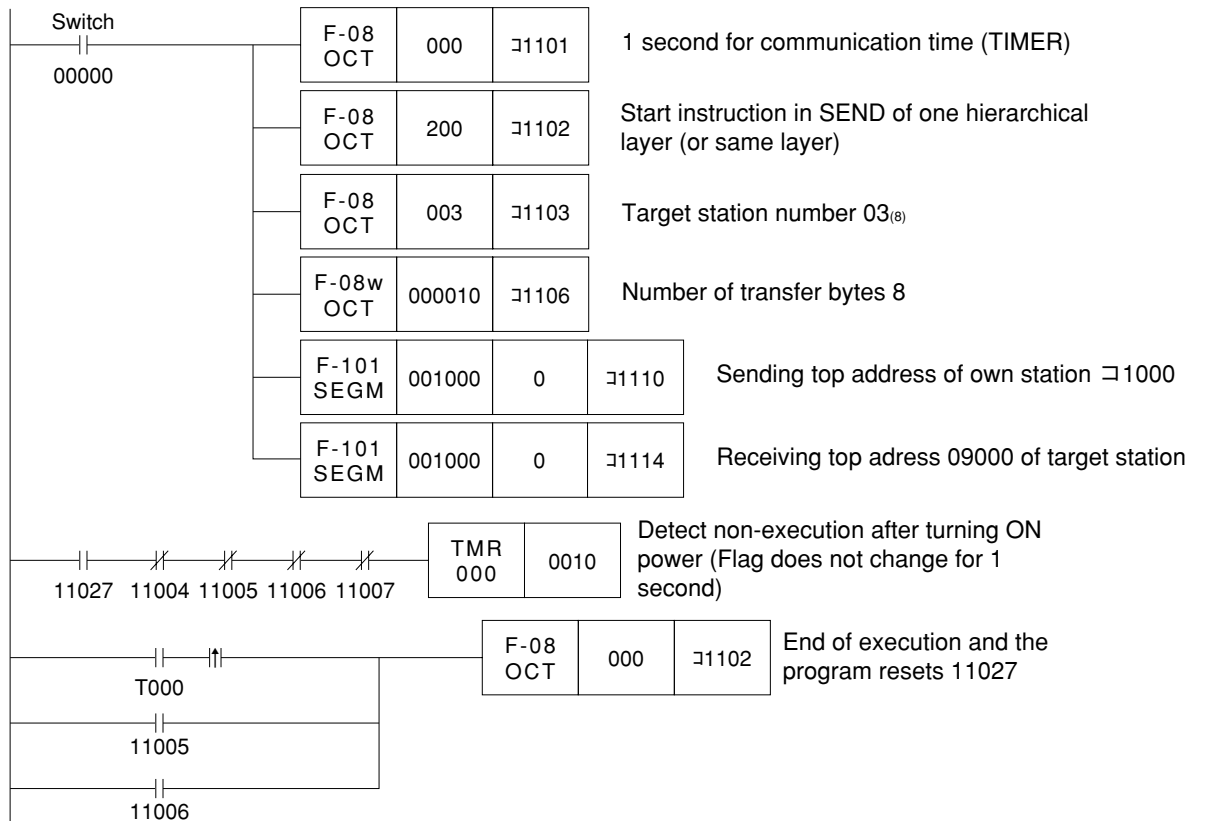 Switch
00000
F-08 OCT 000 コ1101 1 second for communication time (TIMER)
F-08 OCT 200 コ1102 Start instruction in SEND of one hierarchical
layer (or same layer)
F-08 OCT 003 コ1103 Target station number 03(8)
F-08w OCT 000010 コ1106 Number of transfer bytes 8
F-101 SEGM 001000 0 コ1110 Sending top address of own station コ1000
F-101 SEGM 001000 0 コ1114 Receiving top adress 09000 of target station
11027 11004 11005 11006 11007
TMR 000 0010
Detect non-execution after turning ON
power (Flag does not change for 1
second)
T000
11005
11006
F-08 OCT 000 コ1102
End of execution and the
program resets 11027